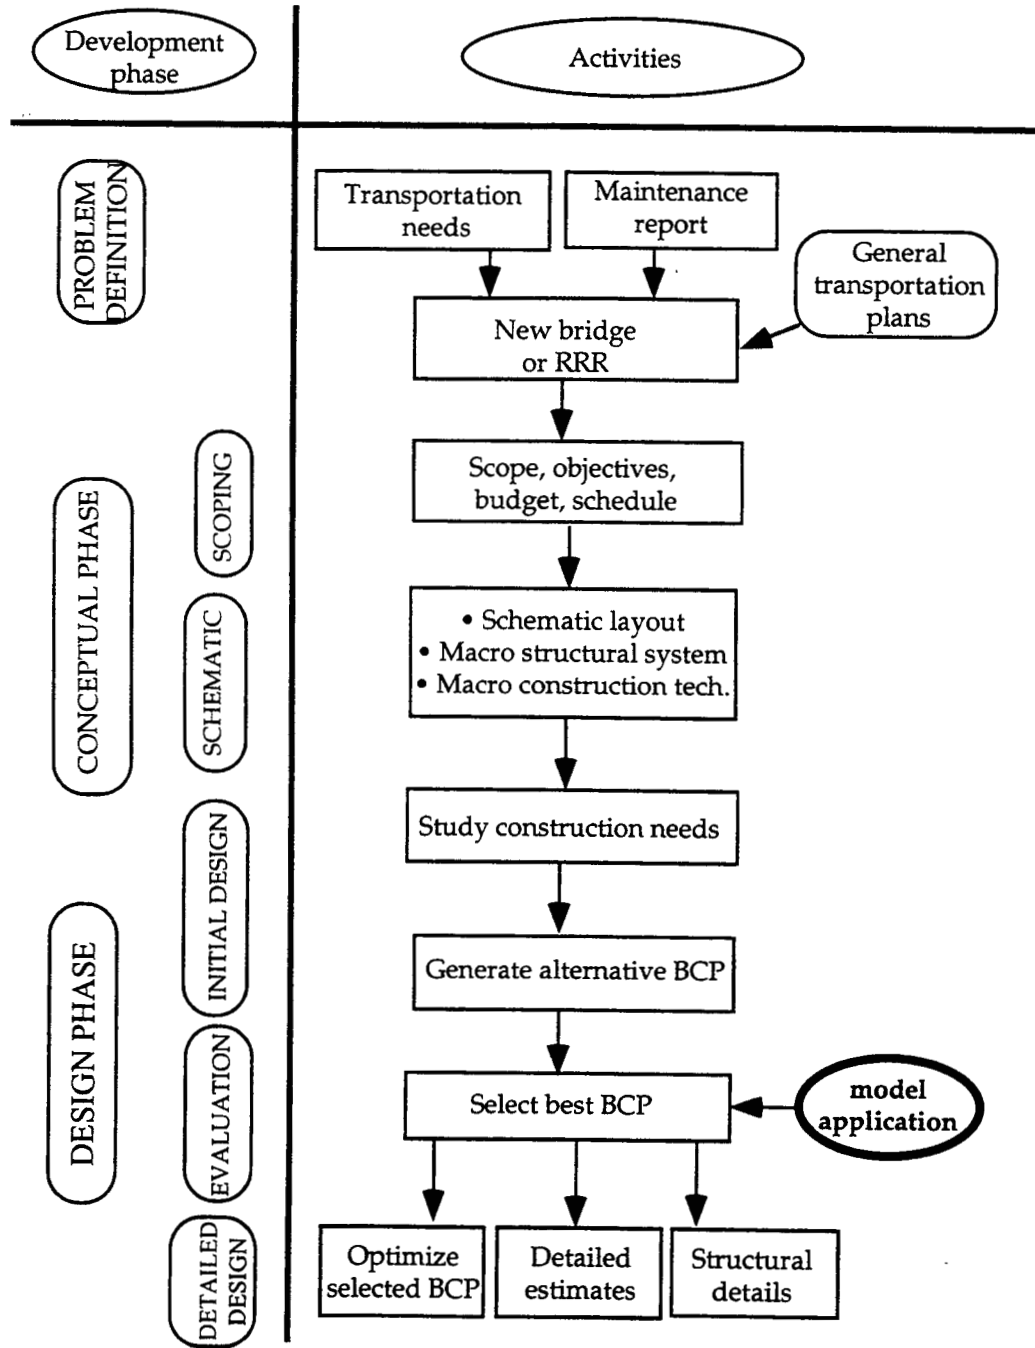 Development
phase
Activities
PROBLEM
DEFINITION
Transportation
needs
Maintenance
report
General
transportation
plans
New bridge
or RRR
CONCEPTUAL PHASE
SCOPING
Scope, objectives,
budget, schedule
SCHEMATIC
• Schematic layout
• Macro structural system
• Macro construction tech.
DESIGN PHASE
INITIAL DESIGN
Study construction needs
Generate alternative BCP
EVALUATION
Select best BCP
model
application
DETAILED
DESIGN
Optimize
selected BCP
Detailed
estimates
Structural
details